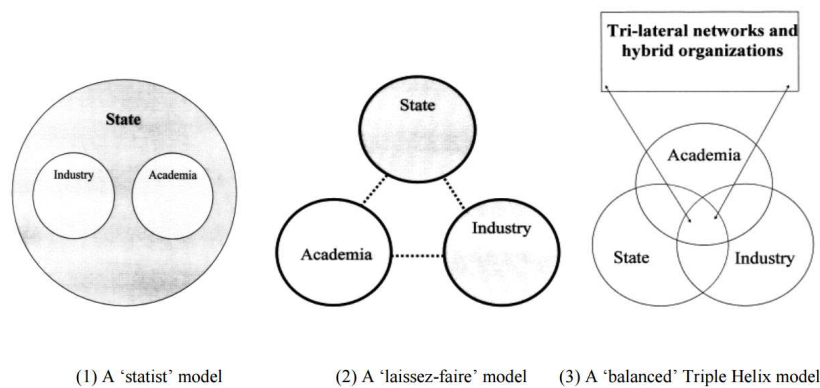 State
Industry
Academia
State
Academia
Industry
Tri-lateral networks and
hybrid organizations
Academia
State
Industry
(1) A ‘statist’ model
(2) A ‘laissez-faire’ model
(3) A ‘balanced’ Triple Helix model